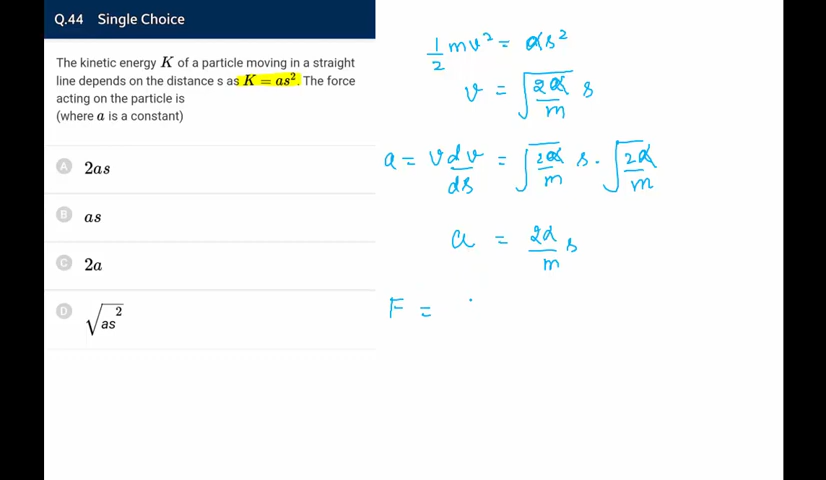 Q.44 Single Choice
The kinetic energy K of a particle moving in a straight
line depends on the distance s as K = as². The force
acting on the particle is
(where a is a constant)
A 2as
B as
C 2a
D √as²
1/2 mv² = αs²
v = √(2α/m) s
a = v dv/ds = √(2α/m) s · √(2α/m)
a = 2α/m s
F =